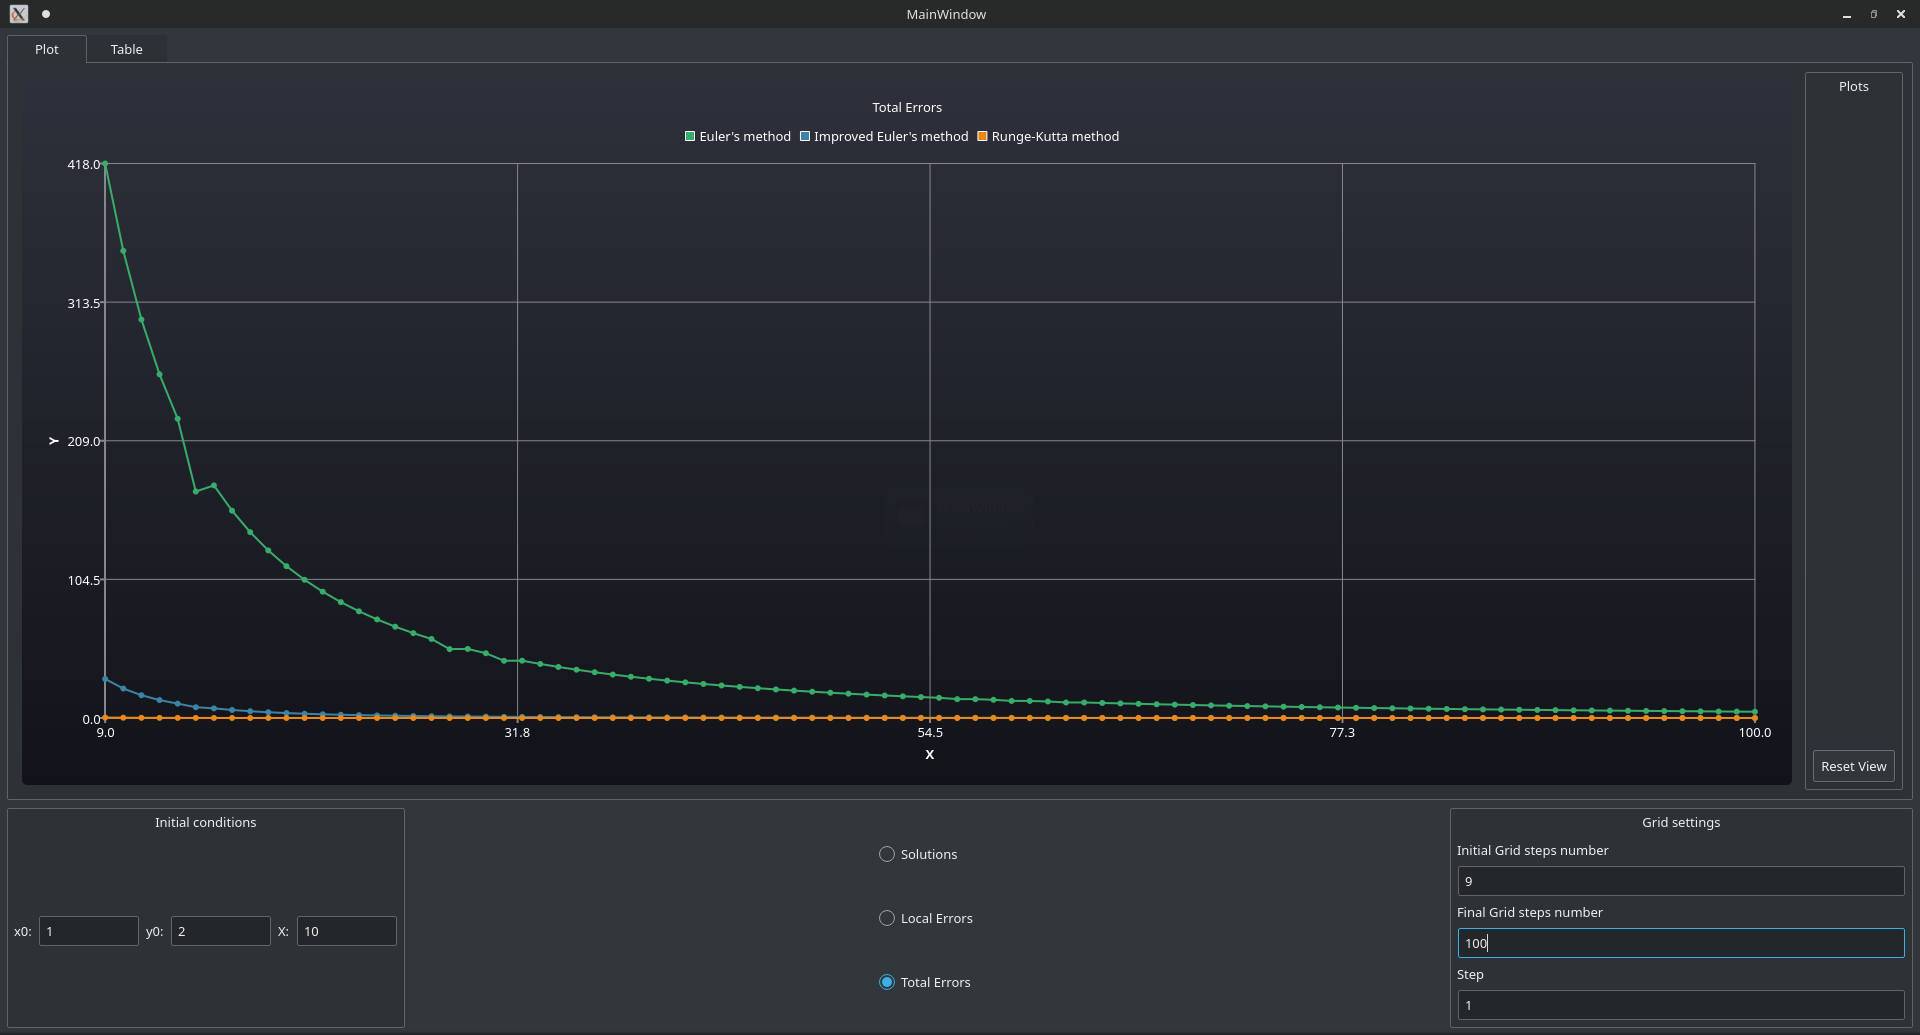 MainWindow
Plot Table
Plots
Total Errors
Euler's method Improved Euler's method Runge-Kutta method
418.0
313.5
Y 209.0
104.5
0.0
9.0 31.8 54.5 77.3 100.0
X
Reset View
Initial conditions
x0: 1 y0: 2 X: 10
Solutions
Local Errors
Total Errors
Grid settings
Initial Grid steps number
9
Final Grid steps number
100
Step
1